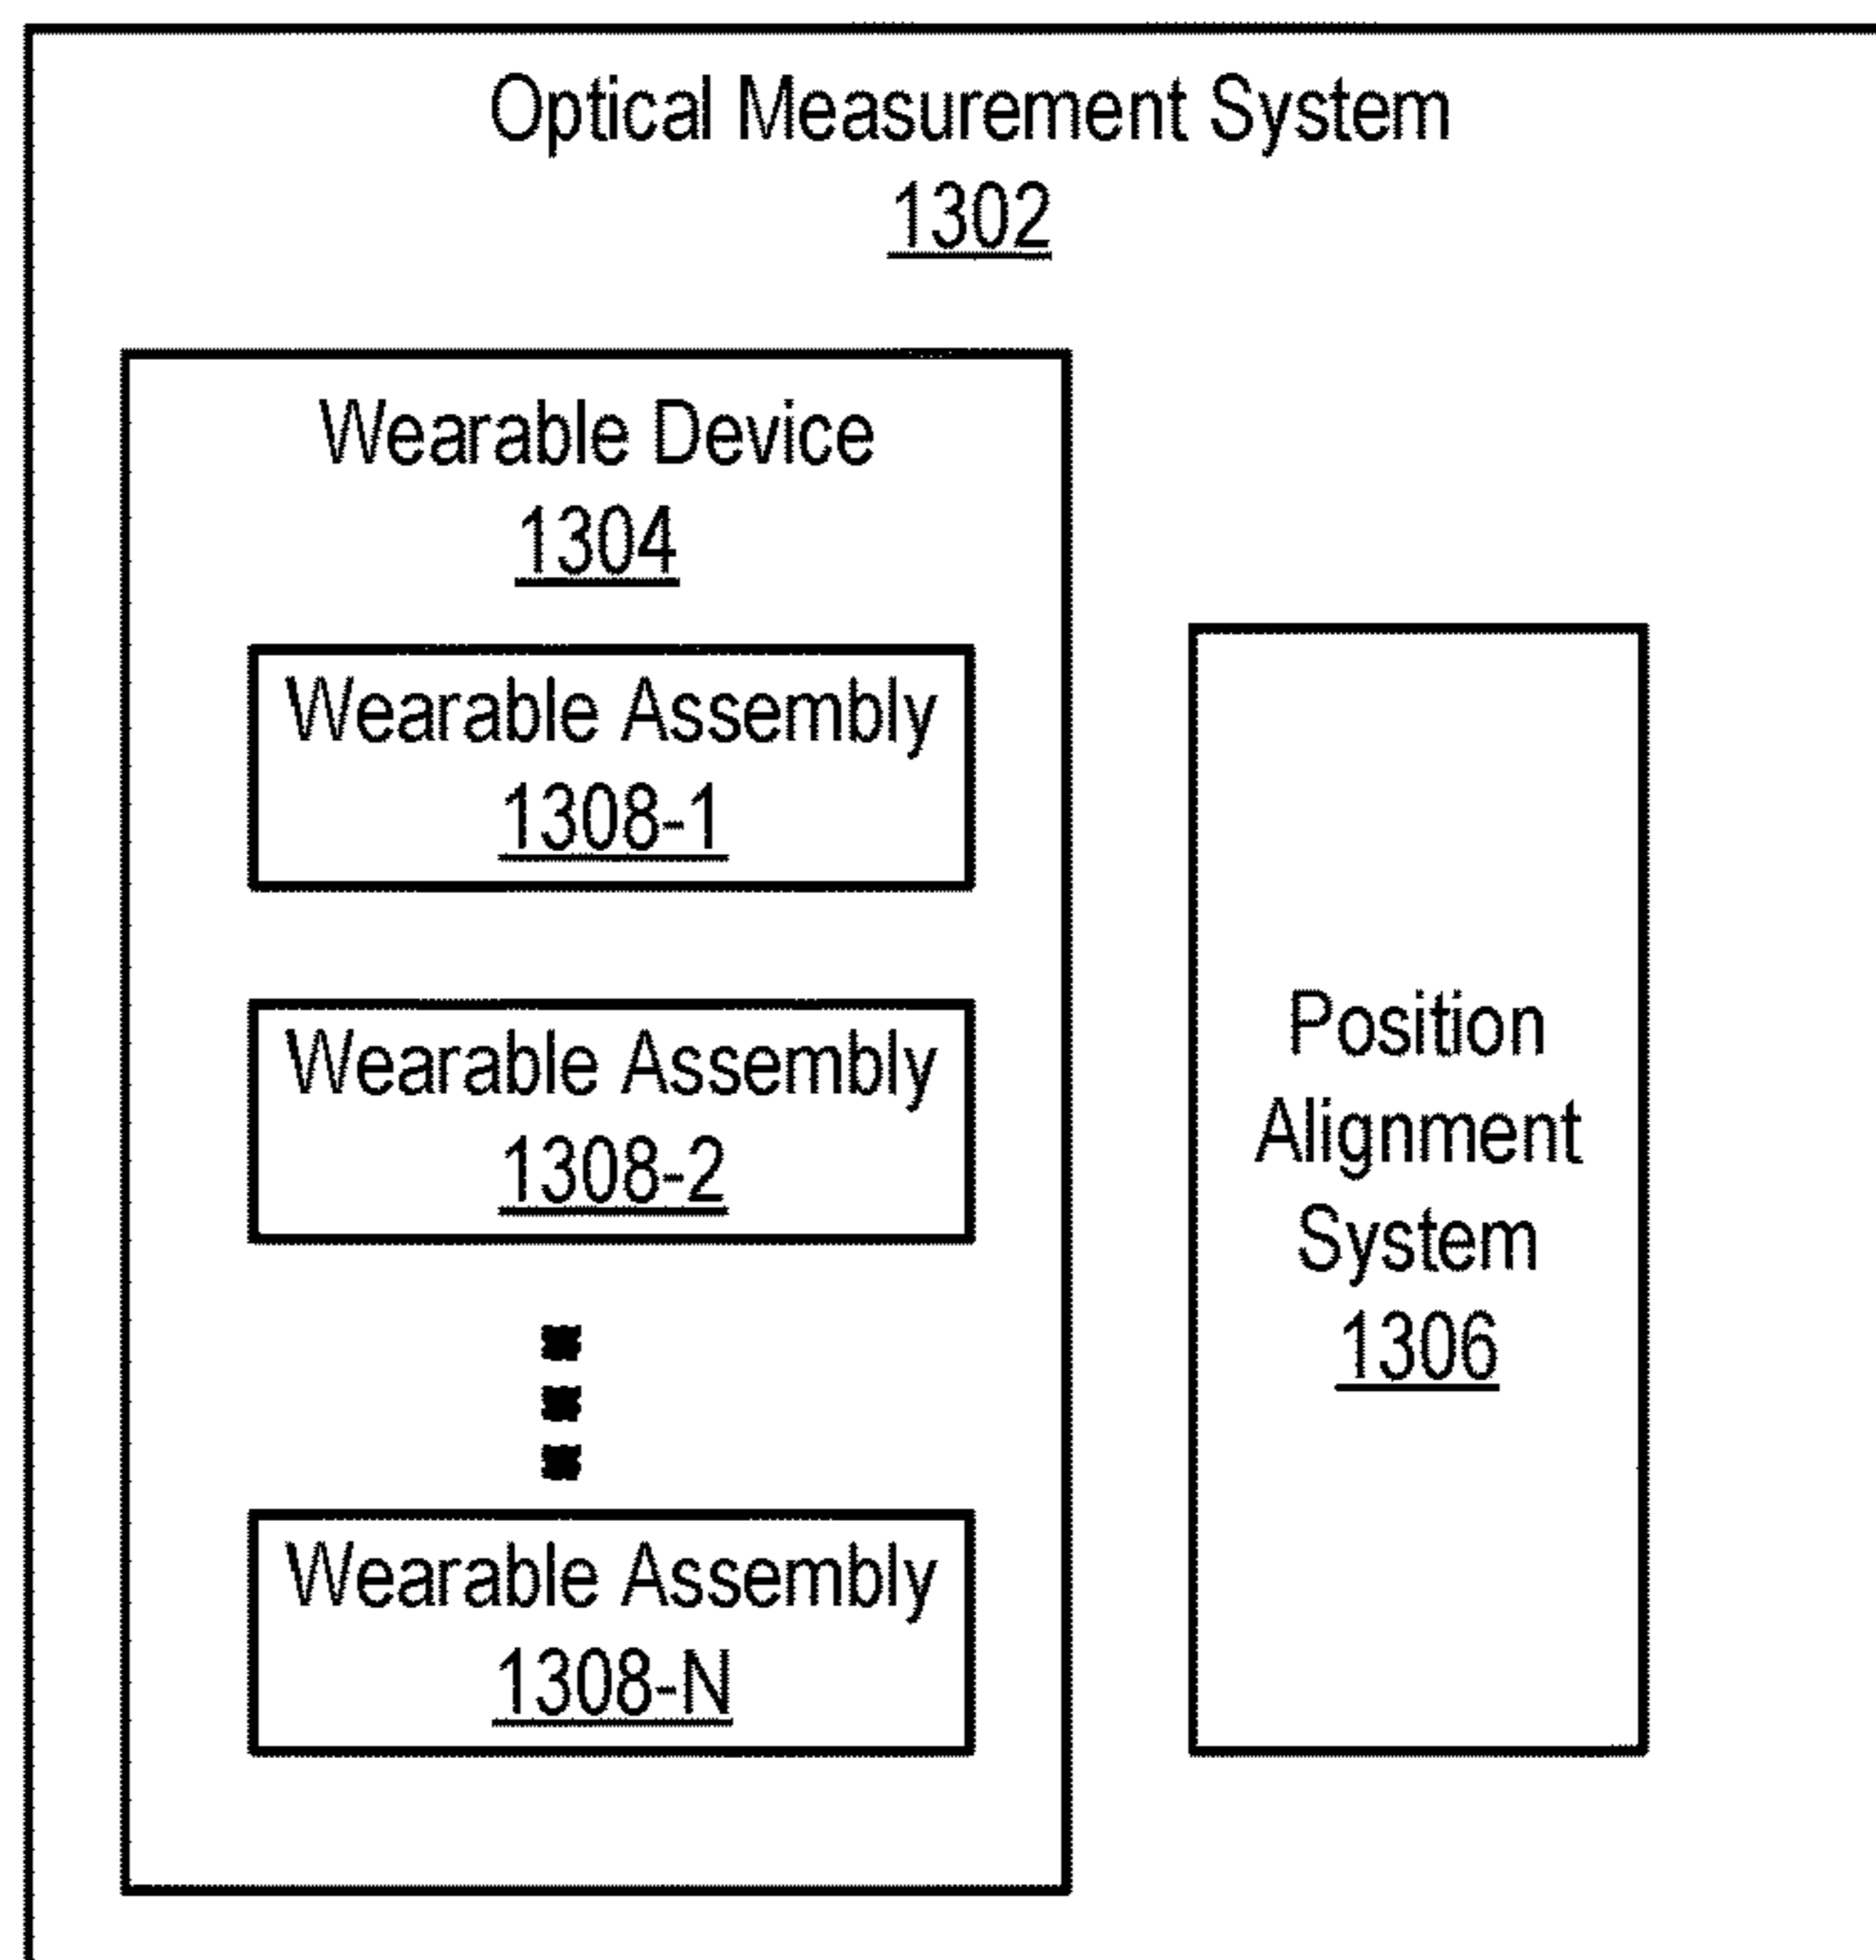 Optical Measurement System
1302
Wearable Device
1304
Wearable Assembly
1308-1
Wearable Assembly
1308-2
Wearable Assembly
1308-N
Position
Alignment
System
1306